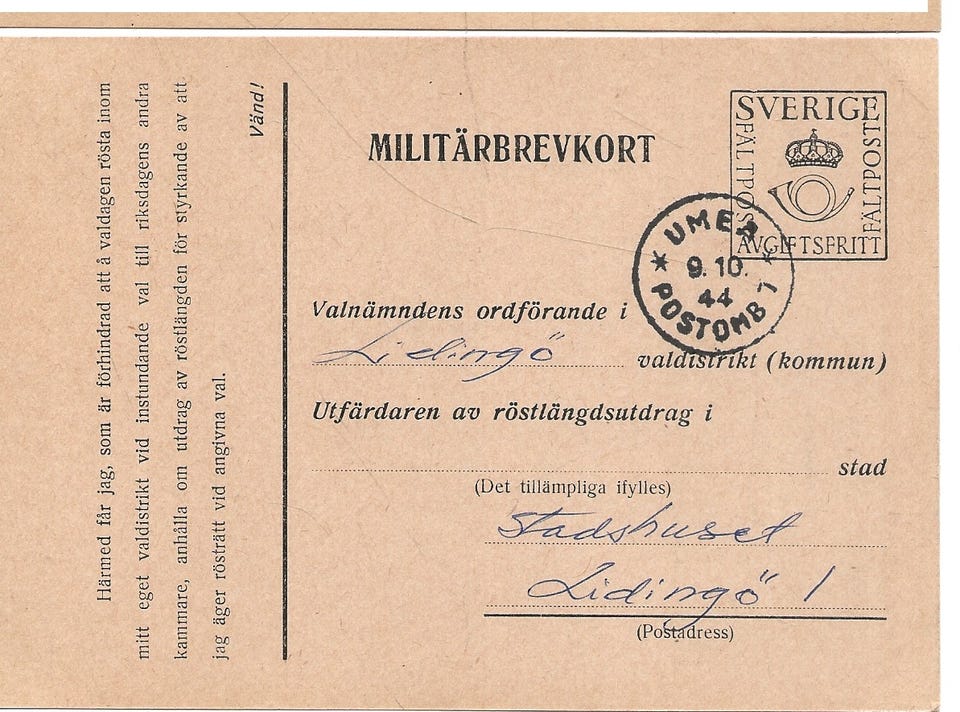 Härmed får jag, som är förhindrad att å valdagen rösta inom
mitt eget valdistrikt vid instundande val till riksdagens andra
kammare, anhålla om utdrag av röstlängden för styrkande av att
jag äger rösträtt vid angivna val.
Vänd!
MILITÄRBREVKORT
SVERIGE
FÄLTPOST
FÄLTPOST
AVGIFTSFRITT
UMEÅ
9.10.
44
* POSTOMB 1 *
Valnämndens ordförande i
Lidingö valdistrikt (kommun)
Utfärdaren av röstlängdsutdrag i
stad
(Det tillämpliga ifylles)
Stadshuset
Lidingö 1
(Postadress)